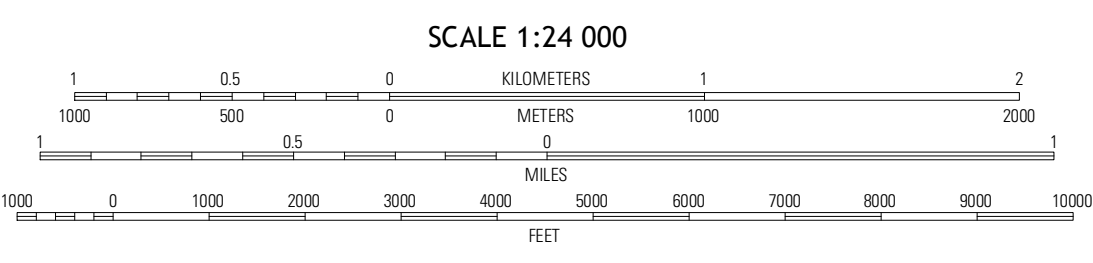 SCALE 1:24 000
1 0.5 0 KILOMETERS 1 2
1000 500 0 METERS 1000 2000
1 0.5 0 1
MILES
1000 0 1000 2000 3000 4000 5000 6000 7000 8000 9000 10000
FEET